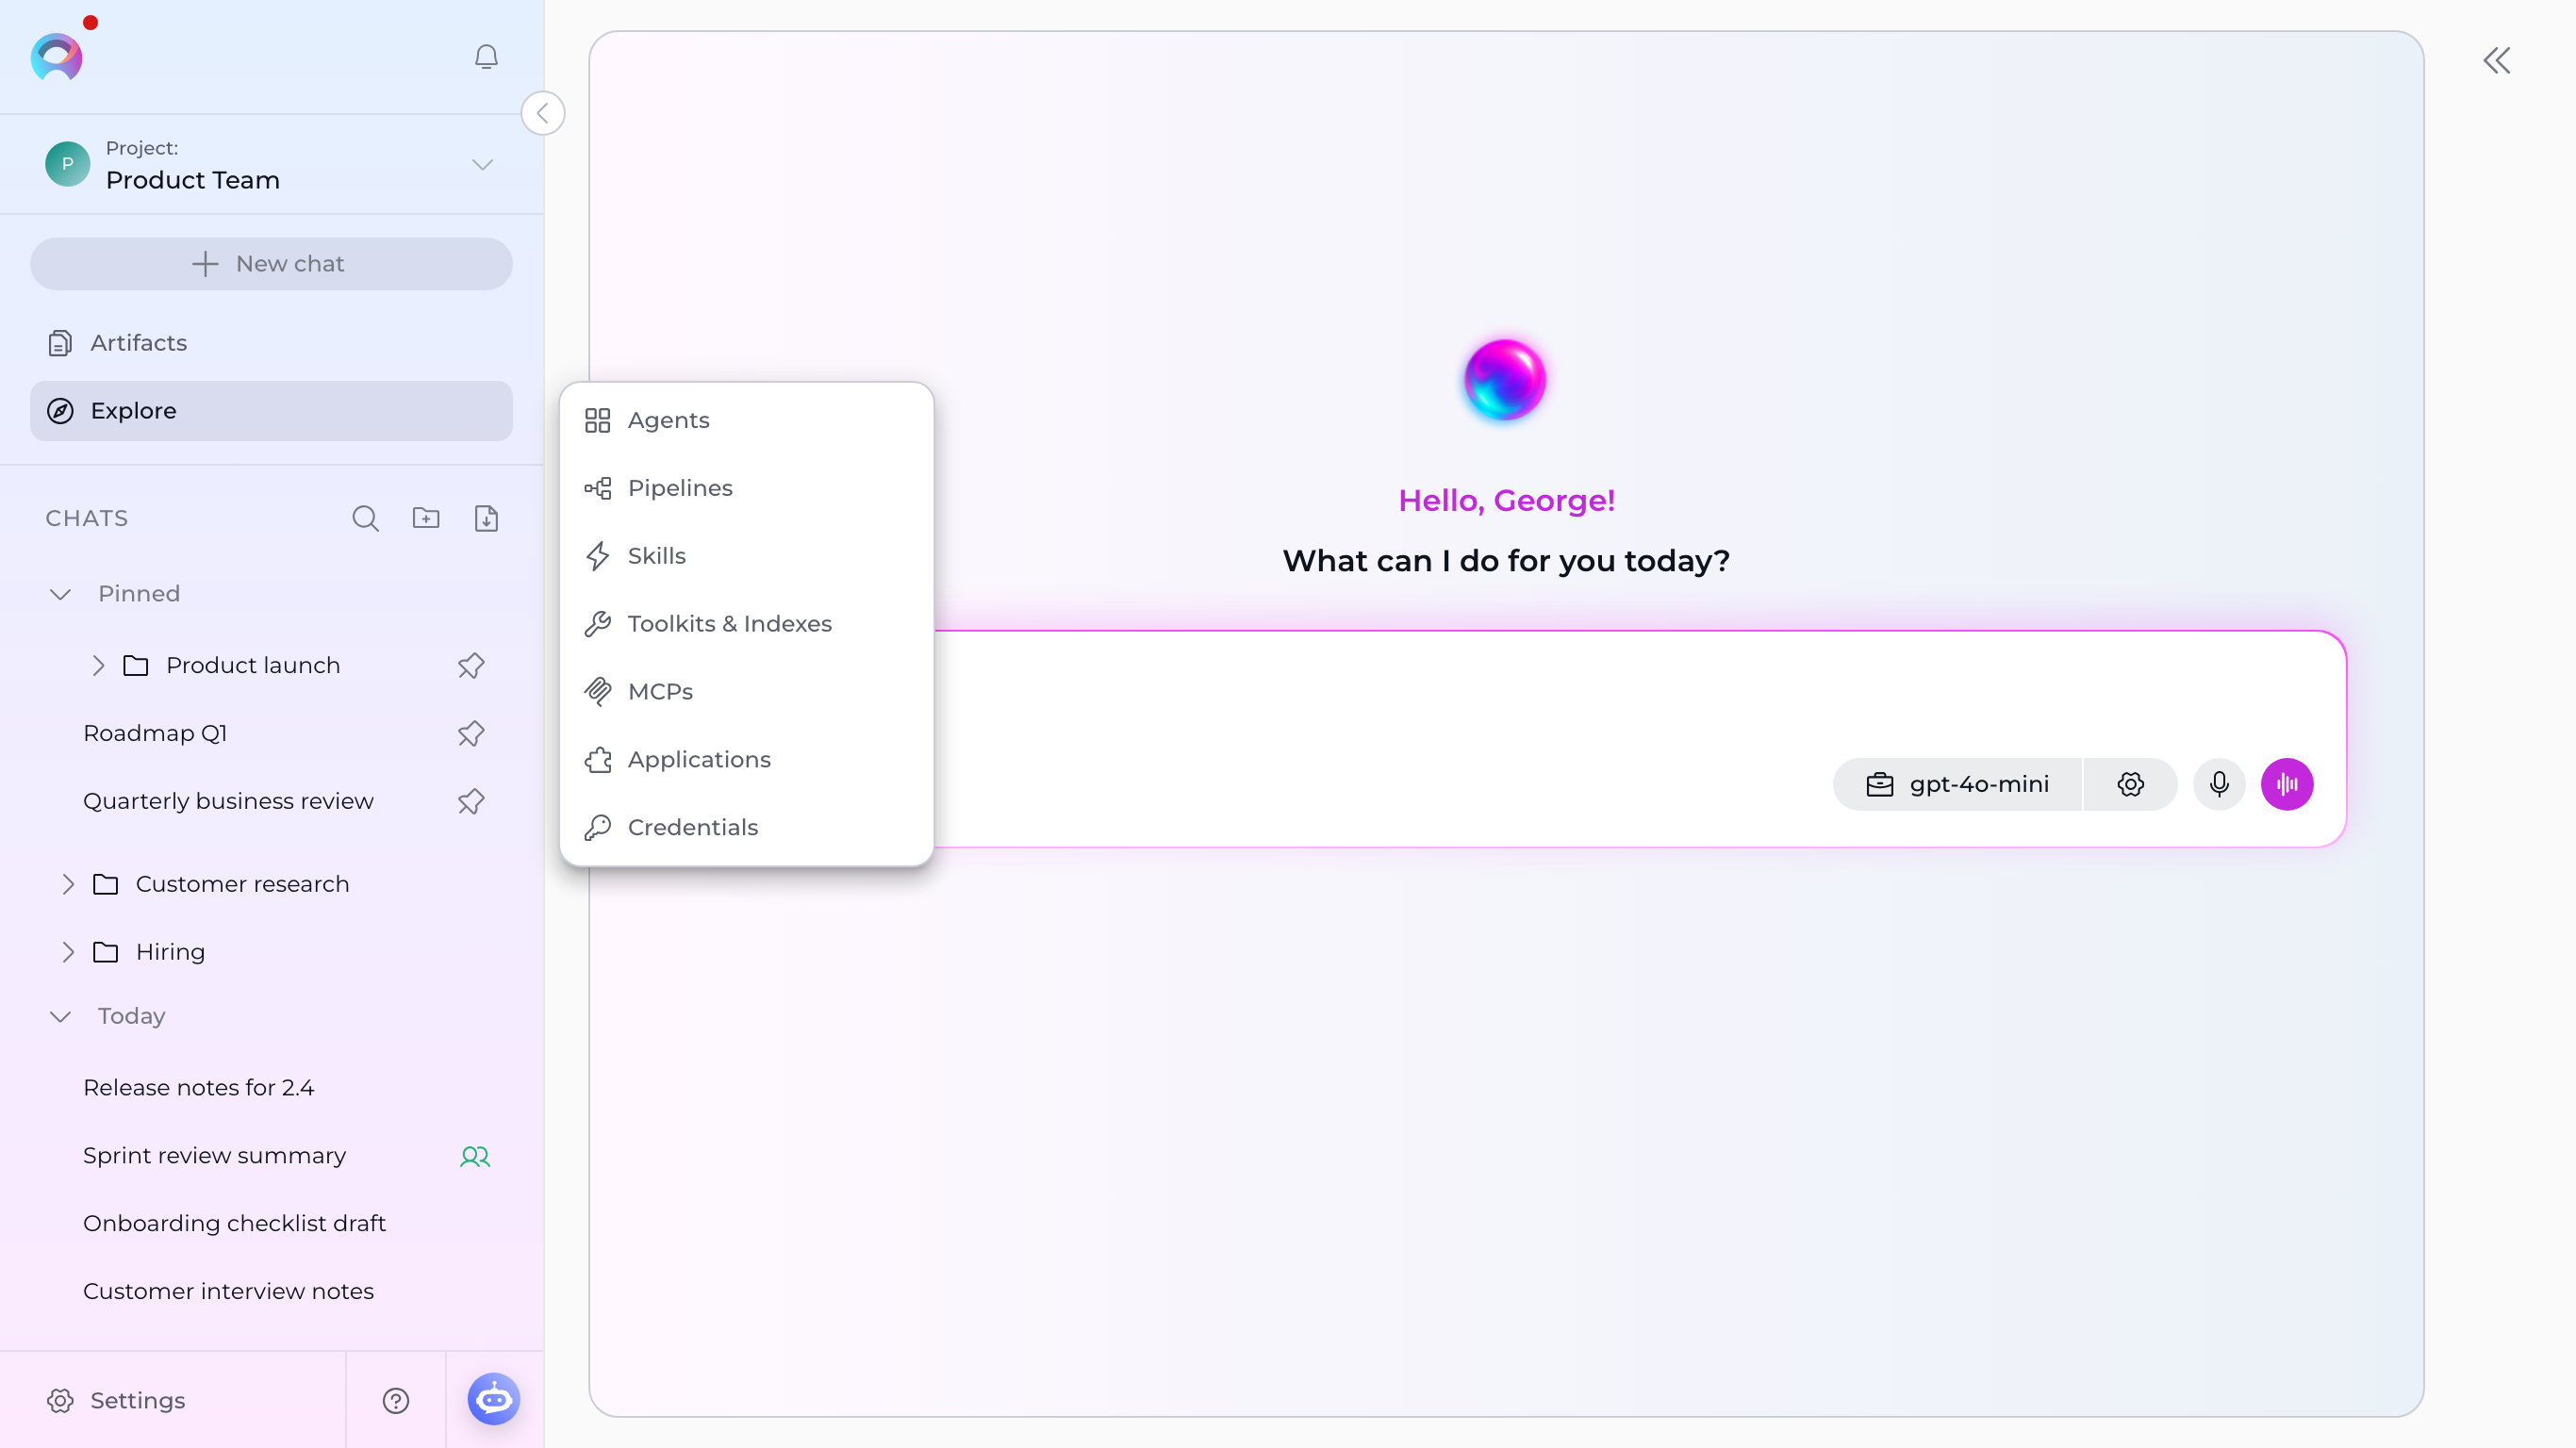 P
Project:
Product Team
New chat
Artifacts
Explore
CHATS
Pinned
Product launch
Roadmap Q1
Quarterly business review
Customer research
Hiring
Today
Release notes for 2.4
Sprint review summary
Onboarding checklist draft
Customer interview notes
Settings
Agents
Pipelines
Skills
Toolkits & Indexes
MCPs
Applications
Credentials
Hello, George!
What can I do for you today?
gpt-4o-mini